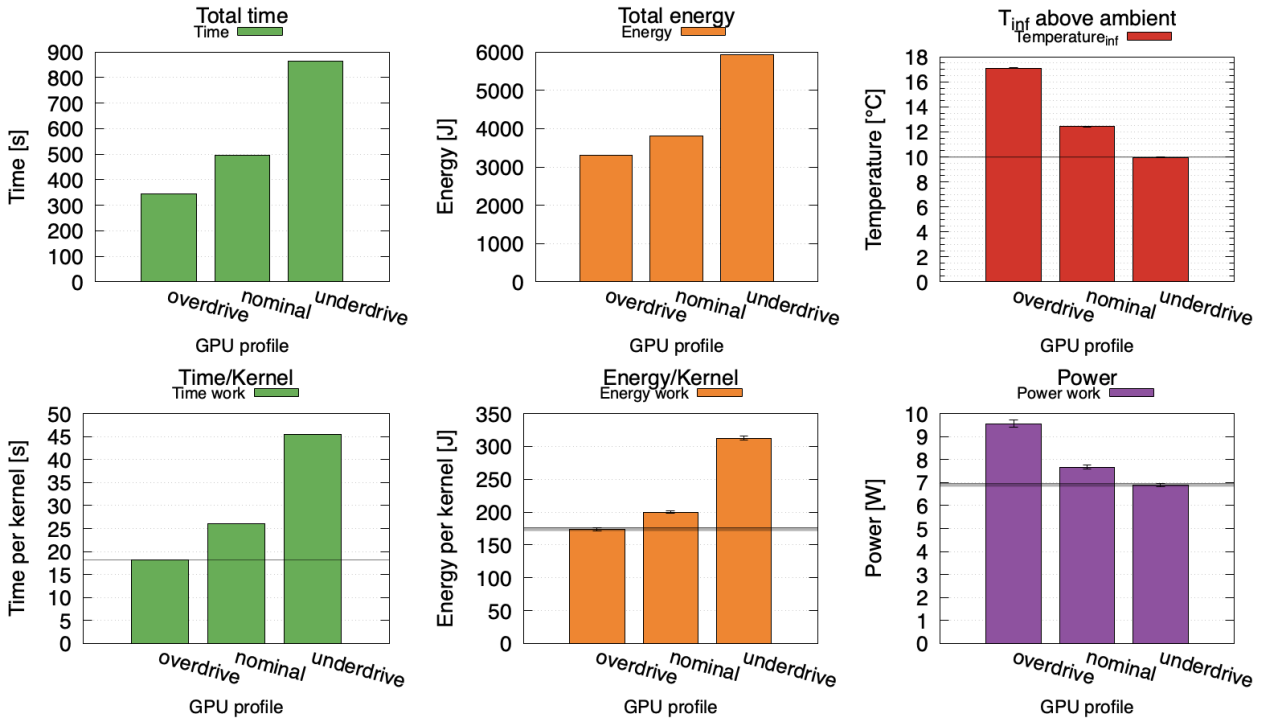 Total time
Time
900
800
700
600
500
400
300
200
100
0
Time [s]
overdrive
nominal
underdrive
GPU profile
Total energy
Energy
6000
5000
4000
3000
2000
1000
0
Energy [J]
overdrive
nominal
underdrive
GPU profile
T_inf above ambient
Temperature_inf
18
16
14
12
10
8
6
4
2
0
Temperature [°C]
overdrive
nominal
underdrive
GPU profile
Time/Kernel
Time work
50
45
40
35
30
25
20
15
10
5
0
Time per kernel [s]
overdrive
nominal
underdrive
GPU profile
Energy/Kernel
Energy work
350
300
250
200
150
100
50
0
Energy per kernel [J]
overdrive
nominal
underdrive
GPU profile
Power
Power work
10
9
8
7
6
5
4
3
2
1
0
Power [W]
overdrive
nominal
underdrive
GPU profile